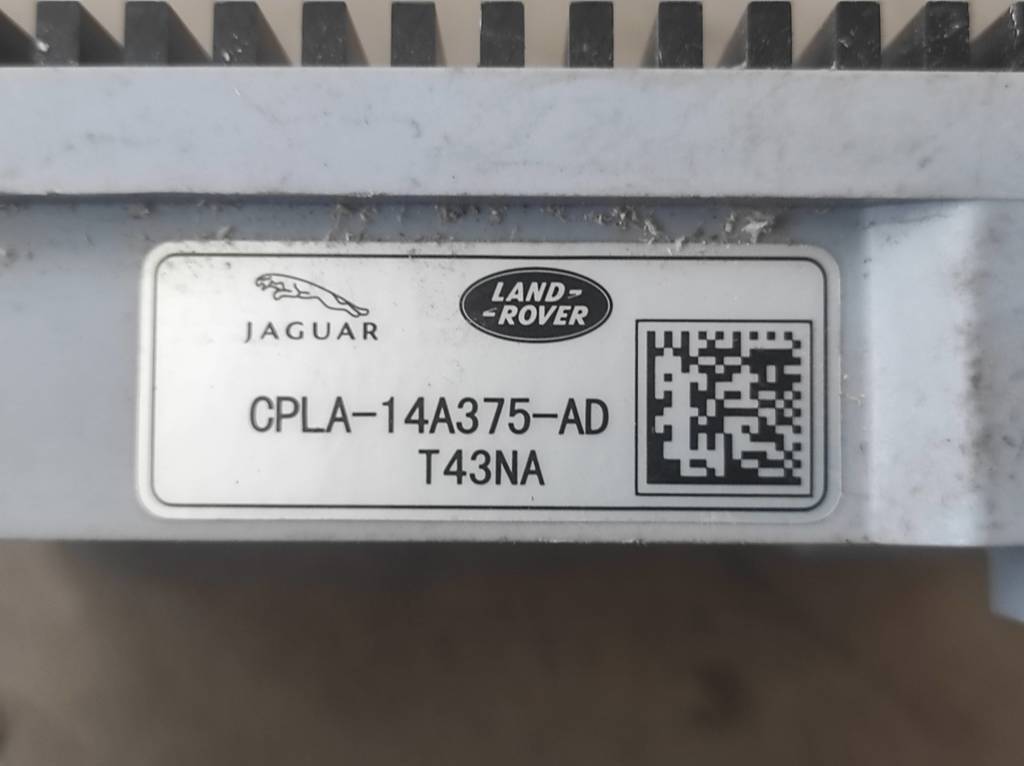 JAGUAR
LAND-
-ROVER
CPLA-14A375-AD
T43NA